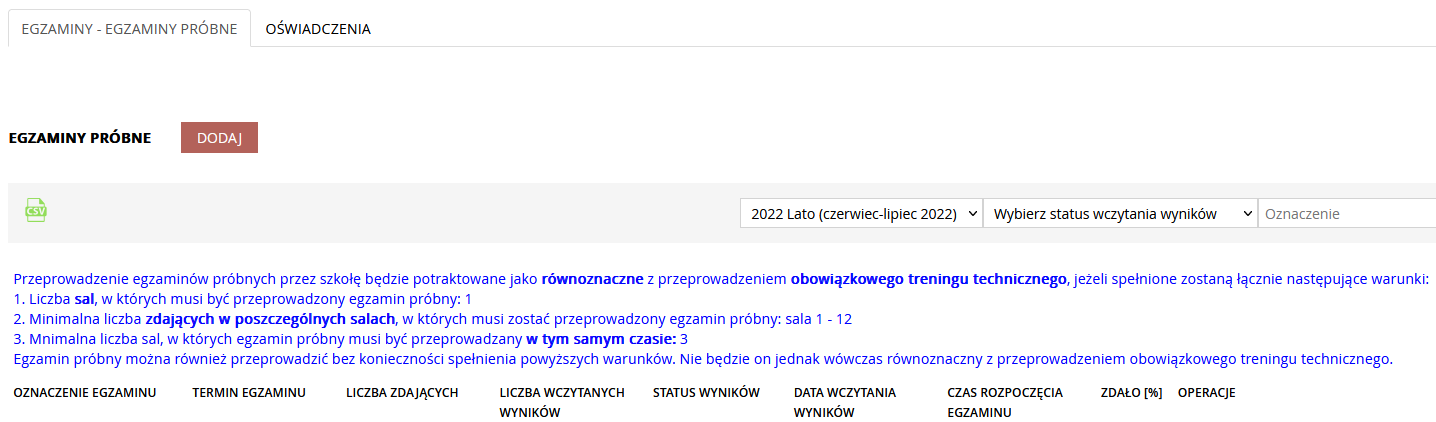 EGZAMINY - EGZAMINY PRÓBNE OŚWIADCZENIA
EGZAMINY PRÓBNE DODAJ
CSV 2022 Lato (czerwiec-lipiec 2022) Wybierz status wczytania wyników Oznaczenie
Przeprowadzenie egzaminów próbnych przez szkołę będzie potraktowane jako równoznaczne z przeprowadzeniem obowiązkowego treningu technicznego, jeżeli spełnione zostaną łącznie następujące warunki:
1. Liczba sal, w których musi być przeprowadzony egzamin próbny: 1
2. Minimalna liczba zdających w poszczególnych salach, w których musi zostać przeprowadzony egzamin próbny: sala 1 - 12
3. Mnimalna liczba sal, w których egzamin próbny musi być przeprowadzany w tym samym czasie: 3
Egzamin próbny można również przeprowadzić bez konieczności spełnienia powyższych warunków. Nie będzie on jednak wówczas równoznaczny z przeprowadzeniem obowiązkowego treningu technicznego.
OZNACZENIE EGZAMINU TERMIN EGZAMINU LICZBA ZDAJĄCYCH LICZBA WCZYTANYCH STATUS WYNIKÓW DATA WCZYTANIA CZAS ROZPOCZĘCIA ZDAŁO [%] OPERACJE
WYNIKÓW WYNIKÓW EGZAMINU